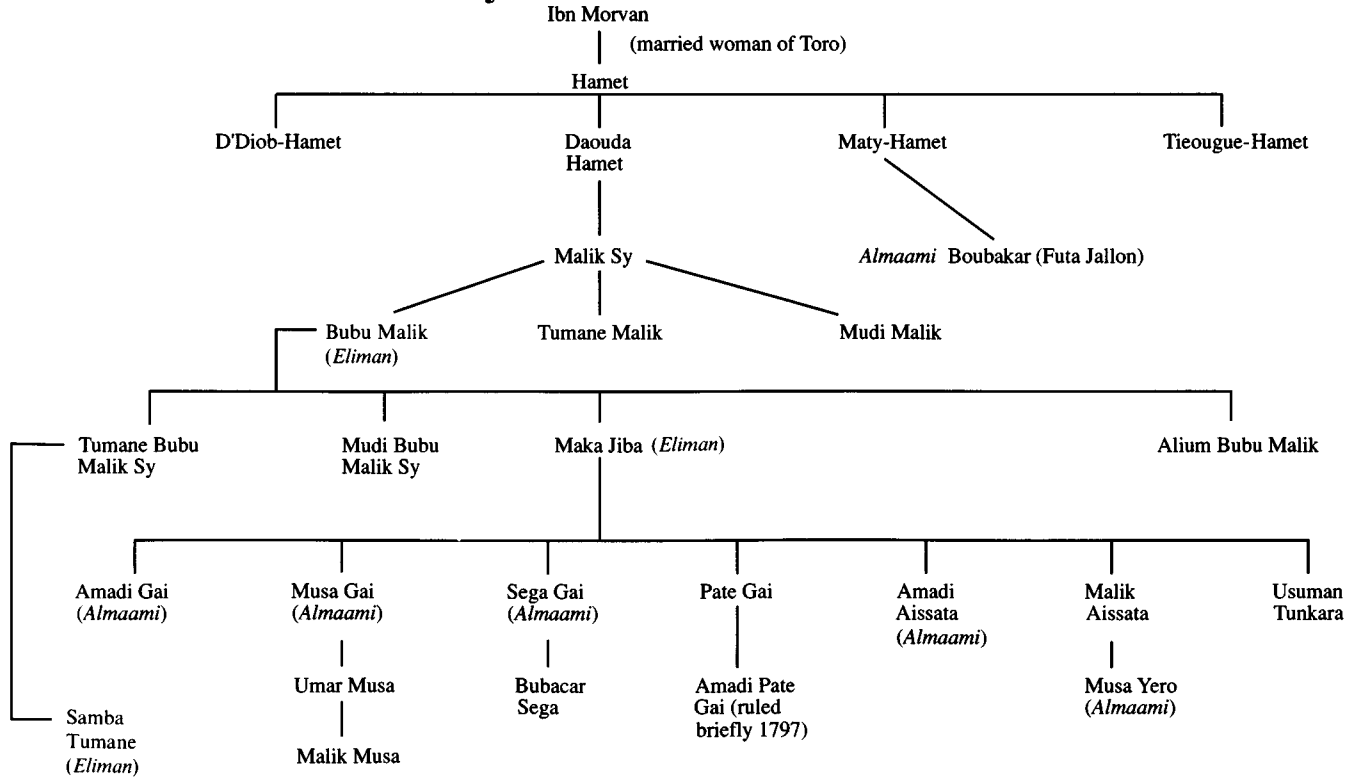 Ibn Morvan
(married woman of Toro)
Hamet
D'Diob-Hamet
Daouda
Hamet
Maty-Hamet
Tieougue-Hamet
Malik Sy
Almaami Boubakar (Futa Jallon)
Bubu Malik
(Eliman)
Tumane Malik
Mudi Malik
Tumane Bubu
Malik Sy
Mudi Bubu
Malik Sy
Maka Jiba (Eliman)
Alium Bubu Malik
Amadi Gai
(Almaami)
Musa Gai
(Almaami)
Sega Gai
(Almaami)
Pate Gai
Amadi
Aissata
(Almaami)
Malik
Aissata
Usuman
Tunkara
Umar Musa
Bubacar
Sega
Amadi Pate
Gai (ruled
briefly 1797)
Musa Yero
(Almaami)
Samba
Tumane
(Eliman)
Malik Musa